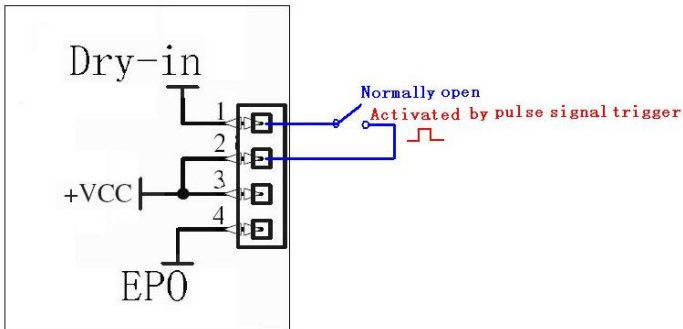 Dry-in
Normally open
1
Activated by pulse signal trigger
2
+VCC
3
4
EPO